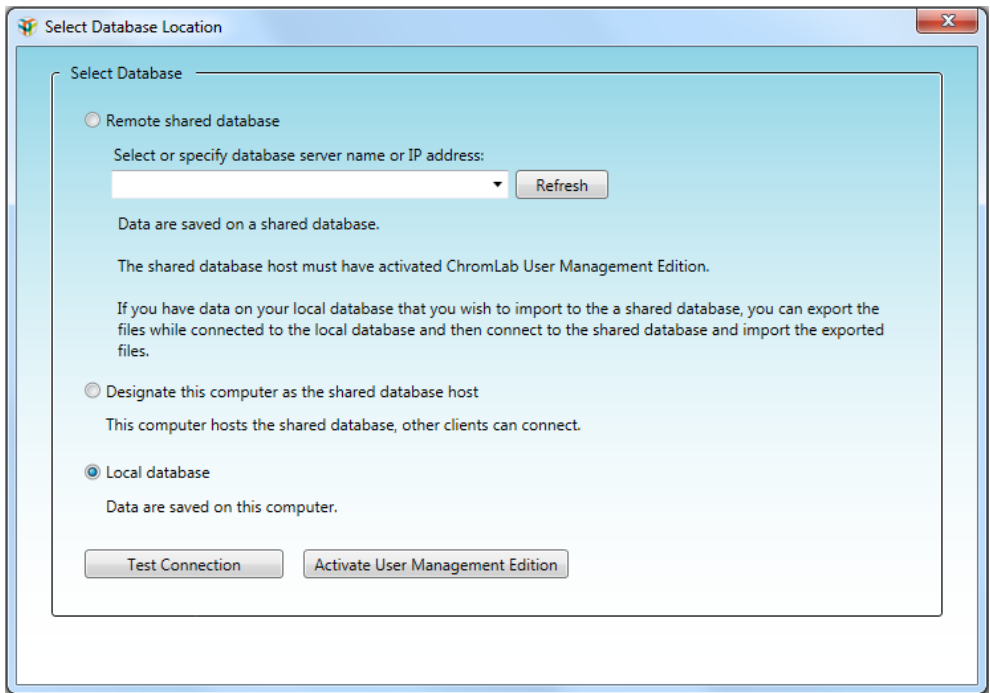 Select Database Location
Select Database
Remote shared database
Select or specify database server name or IP address:
Refresh
Data are saved on a shared database.
The shared database host must have activated ChromLab User Management Edition.
If you have data on your local database that you wish to import to the a shared database, you can export the
files while connected to the local database and then connect to the shared database and import the exported
files.
Designate this computer as the shared database host
This computer hosts the shared database, other clients can connect.
Local database
Data are saved on this computer.
Test Connection
Activate User Management Edition